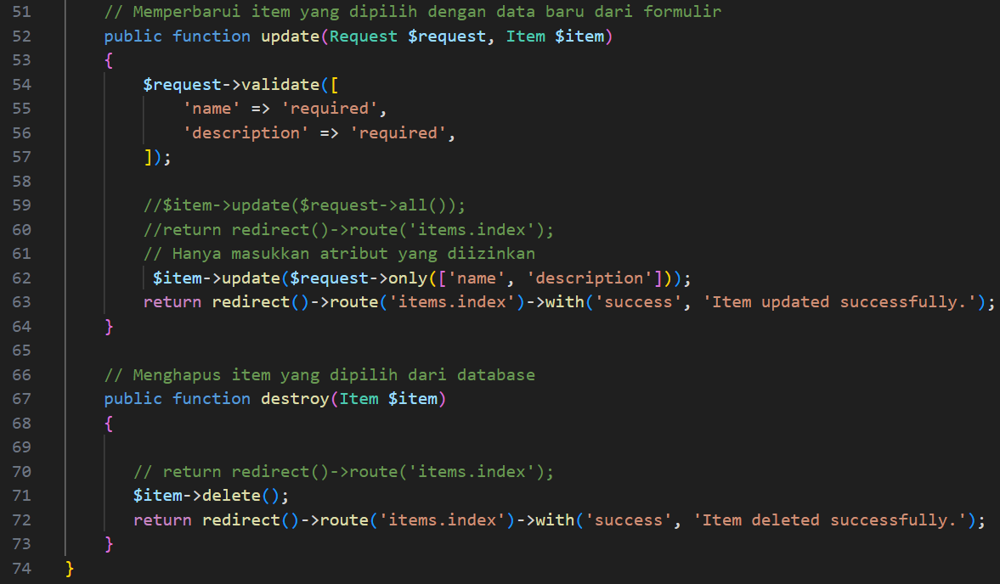 51 // Memperbarui item yang dipilih dengan data baru dari formulir
52 public function update(Request $request, Item $item)
53 {
54 $request->validate([
55 'name' => 'required',
56 'description' => 'required',
57 ]);
58
59 //$item->update($request->all());
60 //return redirect()->route('items.index');
61 // Hanya masukkan atribut yang diizinkan
62 $item->update($request->only(['name', 'description']));
63 return redirect()->route('items.index')->with('success', 'Item updated successfully.');
64 }
65
66 // Menghapus item yang dipilih dari database
67 public function destroy(Item $item)
68 {
69
70 // return redirect()->route('items.index');
71 $item->delete();
72 return redirect()->route('items.index')->with('success', 'Item deleted successfully.');
73 }
74 }